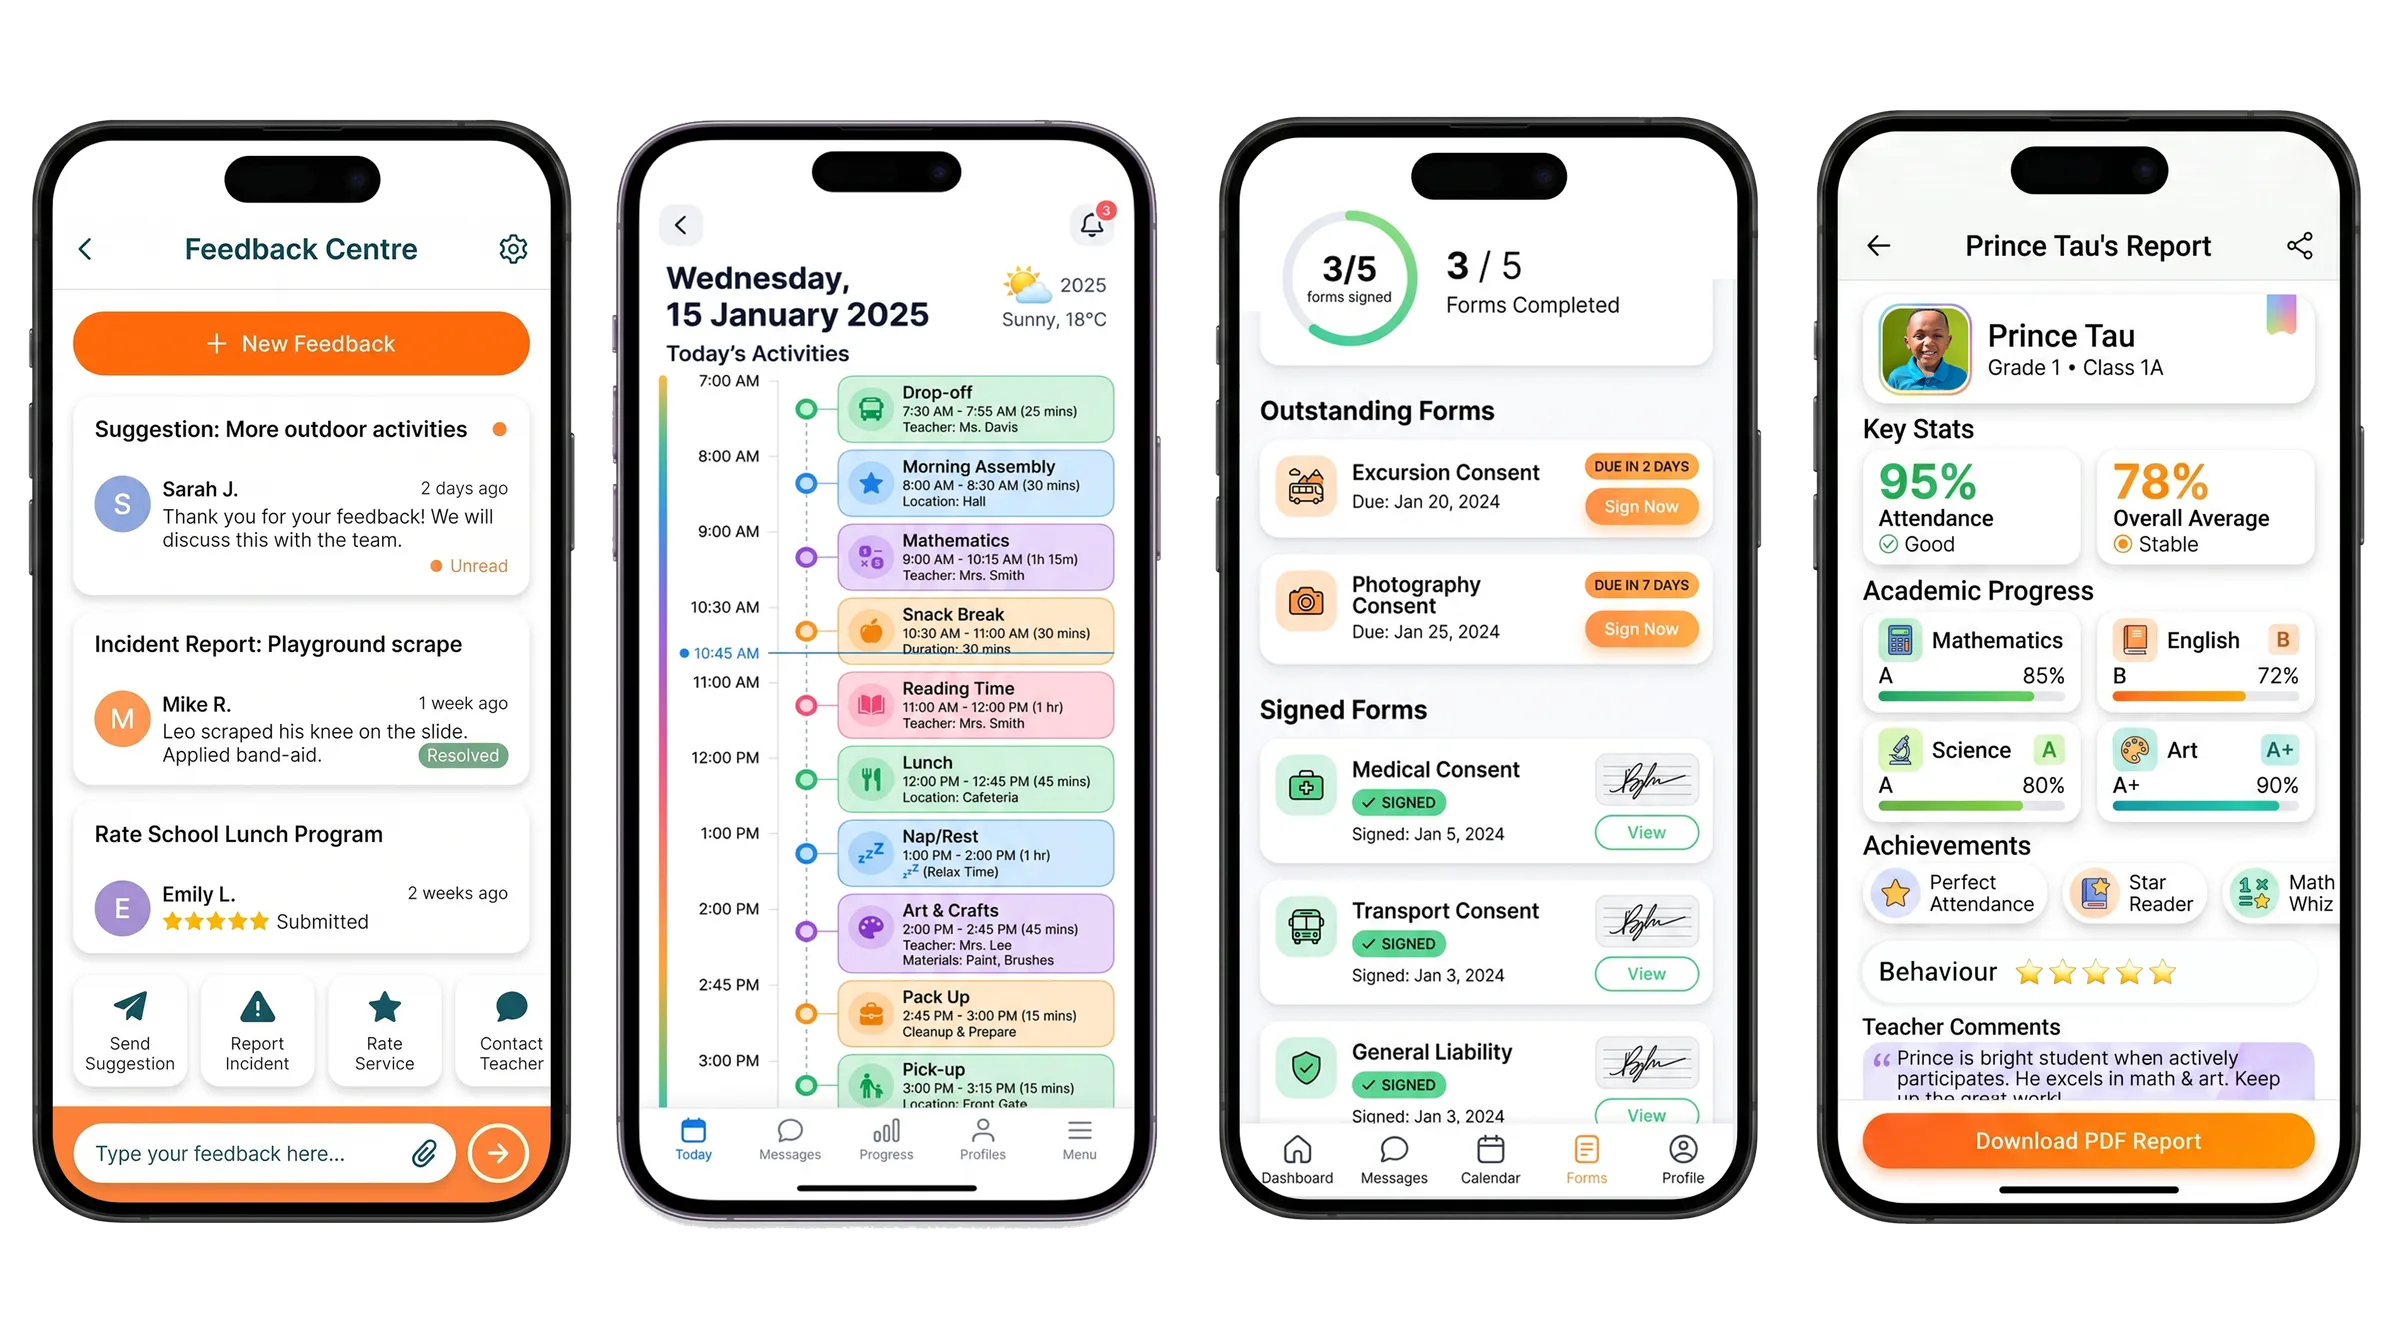 Feedback Centre
+ New Feedback
Suggestion: More outdoor activities
S
Sarah J.
2 days ago
Thank you for your feedback! We will
discuss this with the team.
Unread
Incident Report: Playground scrape
M
Mike R.
1 week ago
Leo scraped his knee on the slide.
Applied band-aid.
Resolved
Rate School Lunch Program
E
Emily L.
2 weeks ago
Submitted
Send
Suggestion
Report
Incident
Rate
Service
Contact
Teacher
Type your feedback here...
3
Wednesday,
15 January 2025
2025
Sunny, 18°C
Today's Activities
7:00 AM
Drop-off
7:30 AM - 7:55 AM (25 mins)
Teacher: Ms. Davis
8:00 AM
Morning Assembly
8:00 AM - 8:30 AM (30 mins)
Location: Hall
9:00 AM
Mathematics
9:00 AM - 10:15 AM (1h 15m)
Teacher: Mrs. Smith
10:30 AM
Snack Break
10:30 AM - 11:00 AM (30 mins)
Duration: 30 mins
10:45 AM
11:00 AM
Reading Time
11:00 AM - 12:00 PM (1 hr)
Teacher: Mrs. Smith
12:00 PM
Lunch
12:00 PM - 12:45 PM (45 mins)
Location: Cafeteria
1:00 PM
Nap/Rest
1:00 PM - 2:00 PM (1 hr)
zzZ (Relax Time)
2:00 PM
Art & Crafts
2:00 PM - 2:45 PM (45 mins)
Teacher: Mrs. Lee
Materials: Paint, Brushes
2:45 PM
Pack Up
2:45 PM - 3:00 PM (15 mins)
Cleanup & Prepare
3:00 PM
Pick-up
3:00 PM - 3:15 PM (15 mins)
Location: Front Gate
Today
Messages
Progress
Profiles
Menu
3/5
forms signed
3 / 5
Forms Completed
Outstanding Forms
Excursion Consent
Due: Jan 20, 2024
DUE IN 2 DAYS
Sign Now
Photography
Consent
Due: Jan 25, 2024
DUE IN 7 DAYS
Sign Now
Signed Forms
Medical Consent
✓ SIGNED
Signed: Jan 5, 2024
View
Transport Consent
✓ SIGNED
Signed: Jan 3, 2024
View
General Liability
✓ SIGNED
Signed: Jan 3, 2024
View
Dashboard
Messages
Calendar
Forms
Profile
Prince Tau's Report
Prince Tau
Grade 1 • Class 1A
Key Stats
95%
Attendance
Good
78%
Overall Average
Stable
Academic Progress
Mathematics
A 85%
English B
B 72%
Science A
A 80%
Art A+
A+ 90%
Achievements
Perfect
Attendance
Star
Reader
Math
Whiz
Behaviour
Teacher Comments
“ Prince is bright student when actively
participates. He excels in math & art. Keep
up the great work!
Download PDF Report